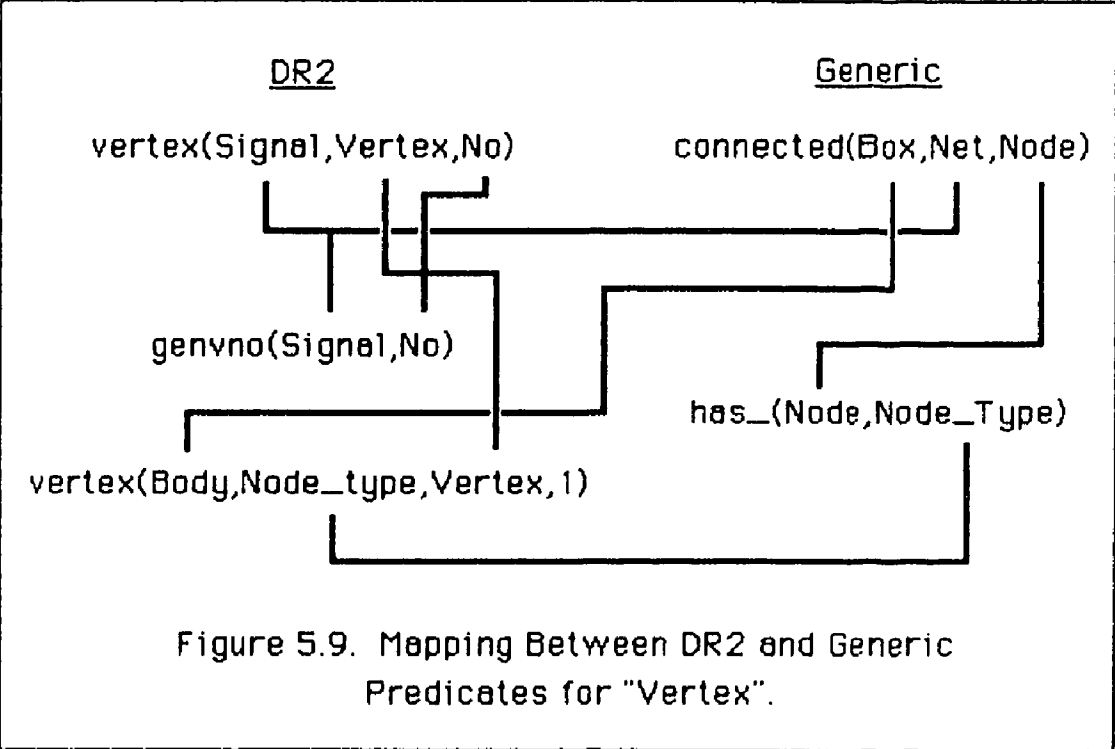 DR2 Generic
vertex(Signal,Vertex,No) connected(Box,Net,Node)
genvno(Signal,No)
has_(Node,Node_Type)
vertex(Body,Node_type,Vertex,1)
Figure 5.9. Mapping Between DR2 and Generic
Predicates for "Vertex".